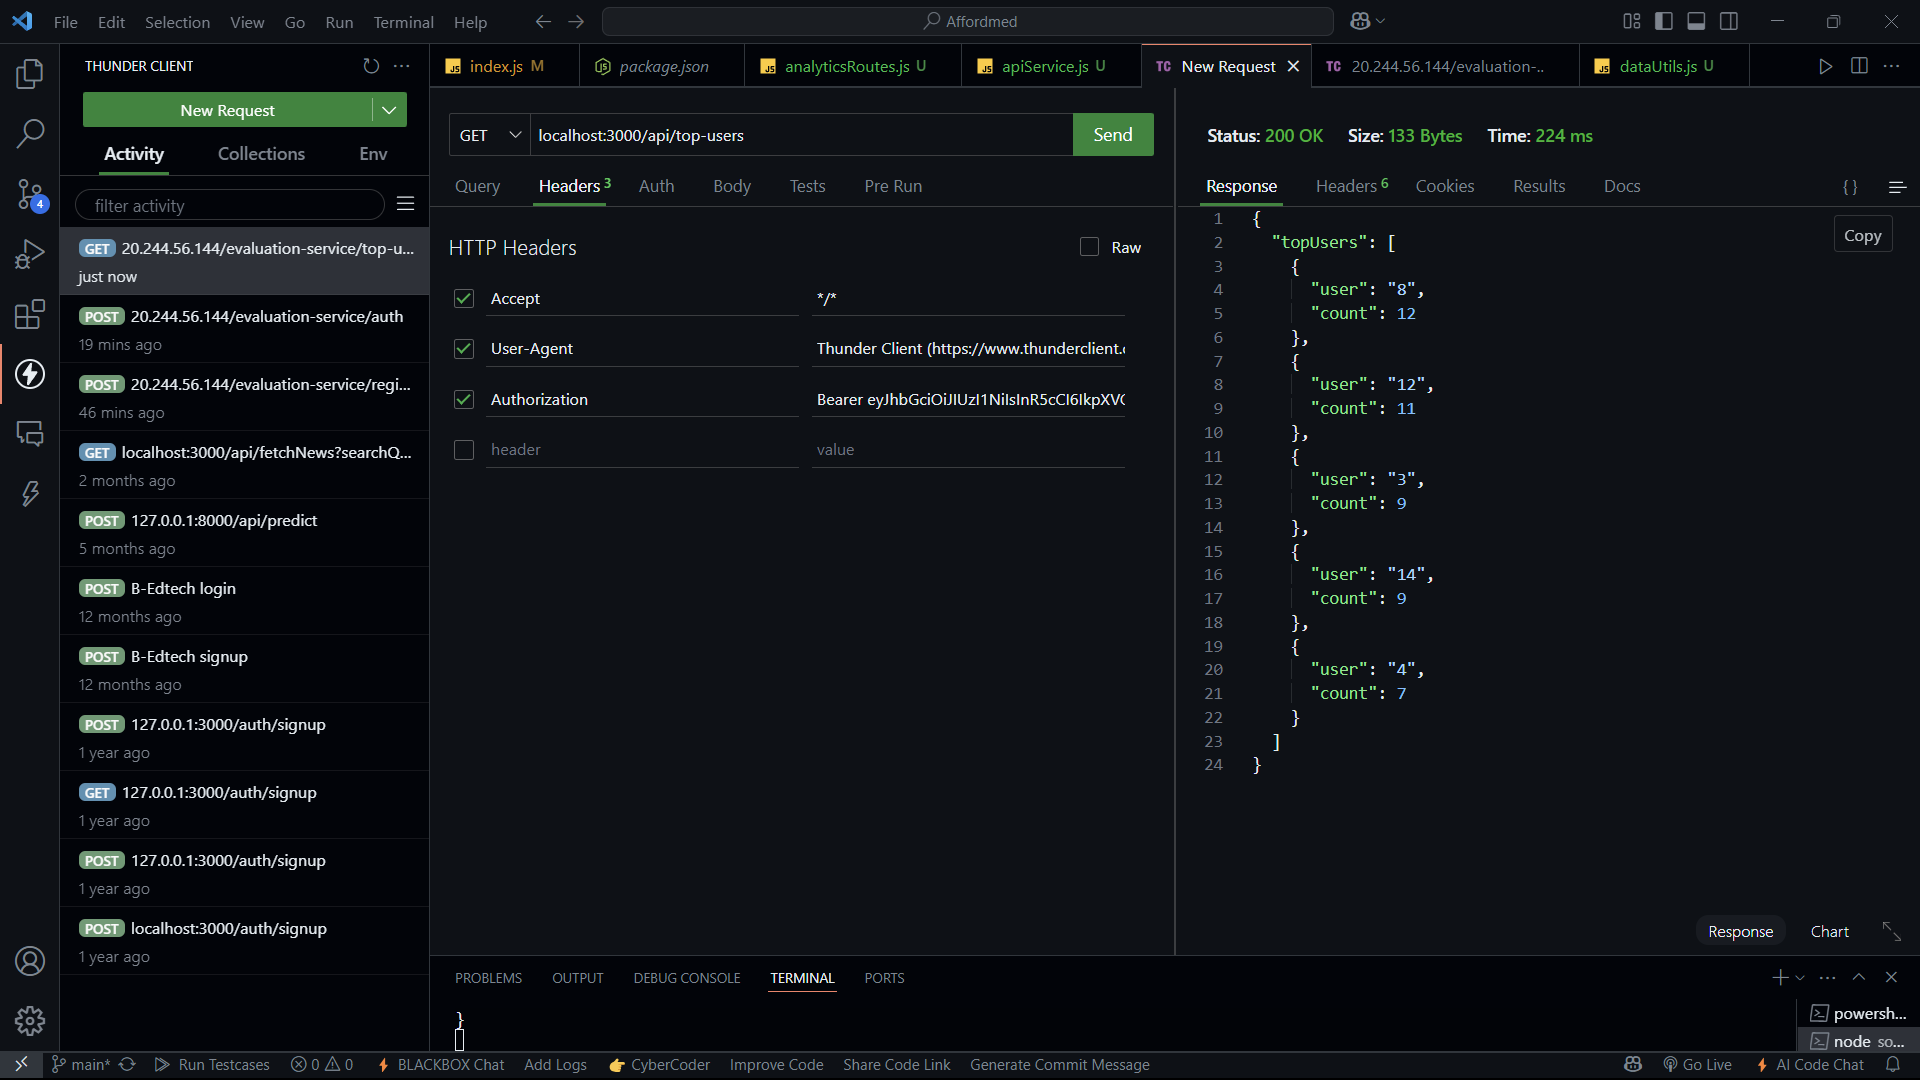 File Edit Selection View Go Run Terminal Help
Affordmed
THUNDER CLIENT
New Request
Activity Collections Env
filter activity
GET 20.244.56.144/evaluation-service/top-u...
just now
POST 20.244.56.144/evaluation-service/auth
19 mins ago
POST 20.244.56.144/evaluation-service/regi...
46 mins ago
GET localhost:3000/api/fetchNews?searchQ...
2 months ago
POST 127.0.0.1:8000/api/predict
5 months ago
POST B-Edtech login
12 months ago
POST B-Edtech signup
12 months ago
POST 127.0.0.1:3000/auth/signup
1 year ago
GET 127.0.0.1:3000/auth/signup
1 year ago
POST 127.0.0.1:3000/auth/signup
1 year ago
POST localhost:3000/auth/signup
1 year ago
4
JS index.js M
package.json
JS analyticsRoutes.js U
JS apiService.js U
TC New Request
TC 20.244.56.144/evaluation-..
JS dataUtils.js U
GET localhost:3000/api/top-users Send
Query Headers 3 Auth Body Tests Pre Run
HTTP Headers Raw
Accept */*
User-Agent Thunder Client (https://www.thunderclient.
Authorization Bearer eyJhbGciOiJIUzI1NiIsInR5cCI6IkpXV
header value
Status: 200 OK Size: 133 Bytes Time: 224 ms
Response Headers 6 Cookies Results Docs {}
Copy
1 {
2 "topUsers": [
3 {
4 "user": "8",
5 "count": 12
6 },
7 {
8 "user": "12",
9 "count": 11
10 },
11 {
12 "user": "3",
13 "count": 9
14 },
15 {
16 "user": "14",
17 "count": 9
18 },
19 {
20 "user": "4",
21 "count": 7
22 }
23 ]
24 }
Response Chart
PROBLEMS OUTPUT DEBUG CONSOLE TERMINAL PORTS
}
powersh...
node so...
main* Run Testcases 0 0 BLACKBOX Chat Add Logs CyberCoder Improve Code Share Code Link Generate Commit Message Go Live AI Code Chat